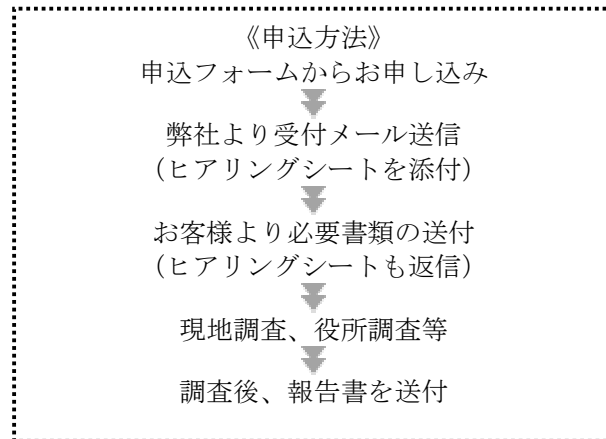 《申込方法》
申込フォームからお申し込み
弊社より受付メール送信
（ヒアリングシートを添付）
お客様より必要書類の送付
（ヒアリングシートも返信）
現地調査、役所調査等
調査後、報告書を送付